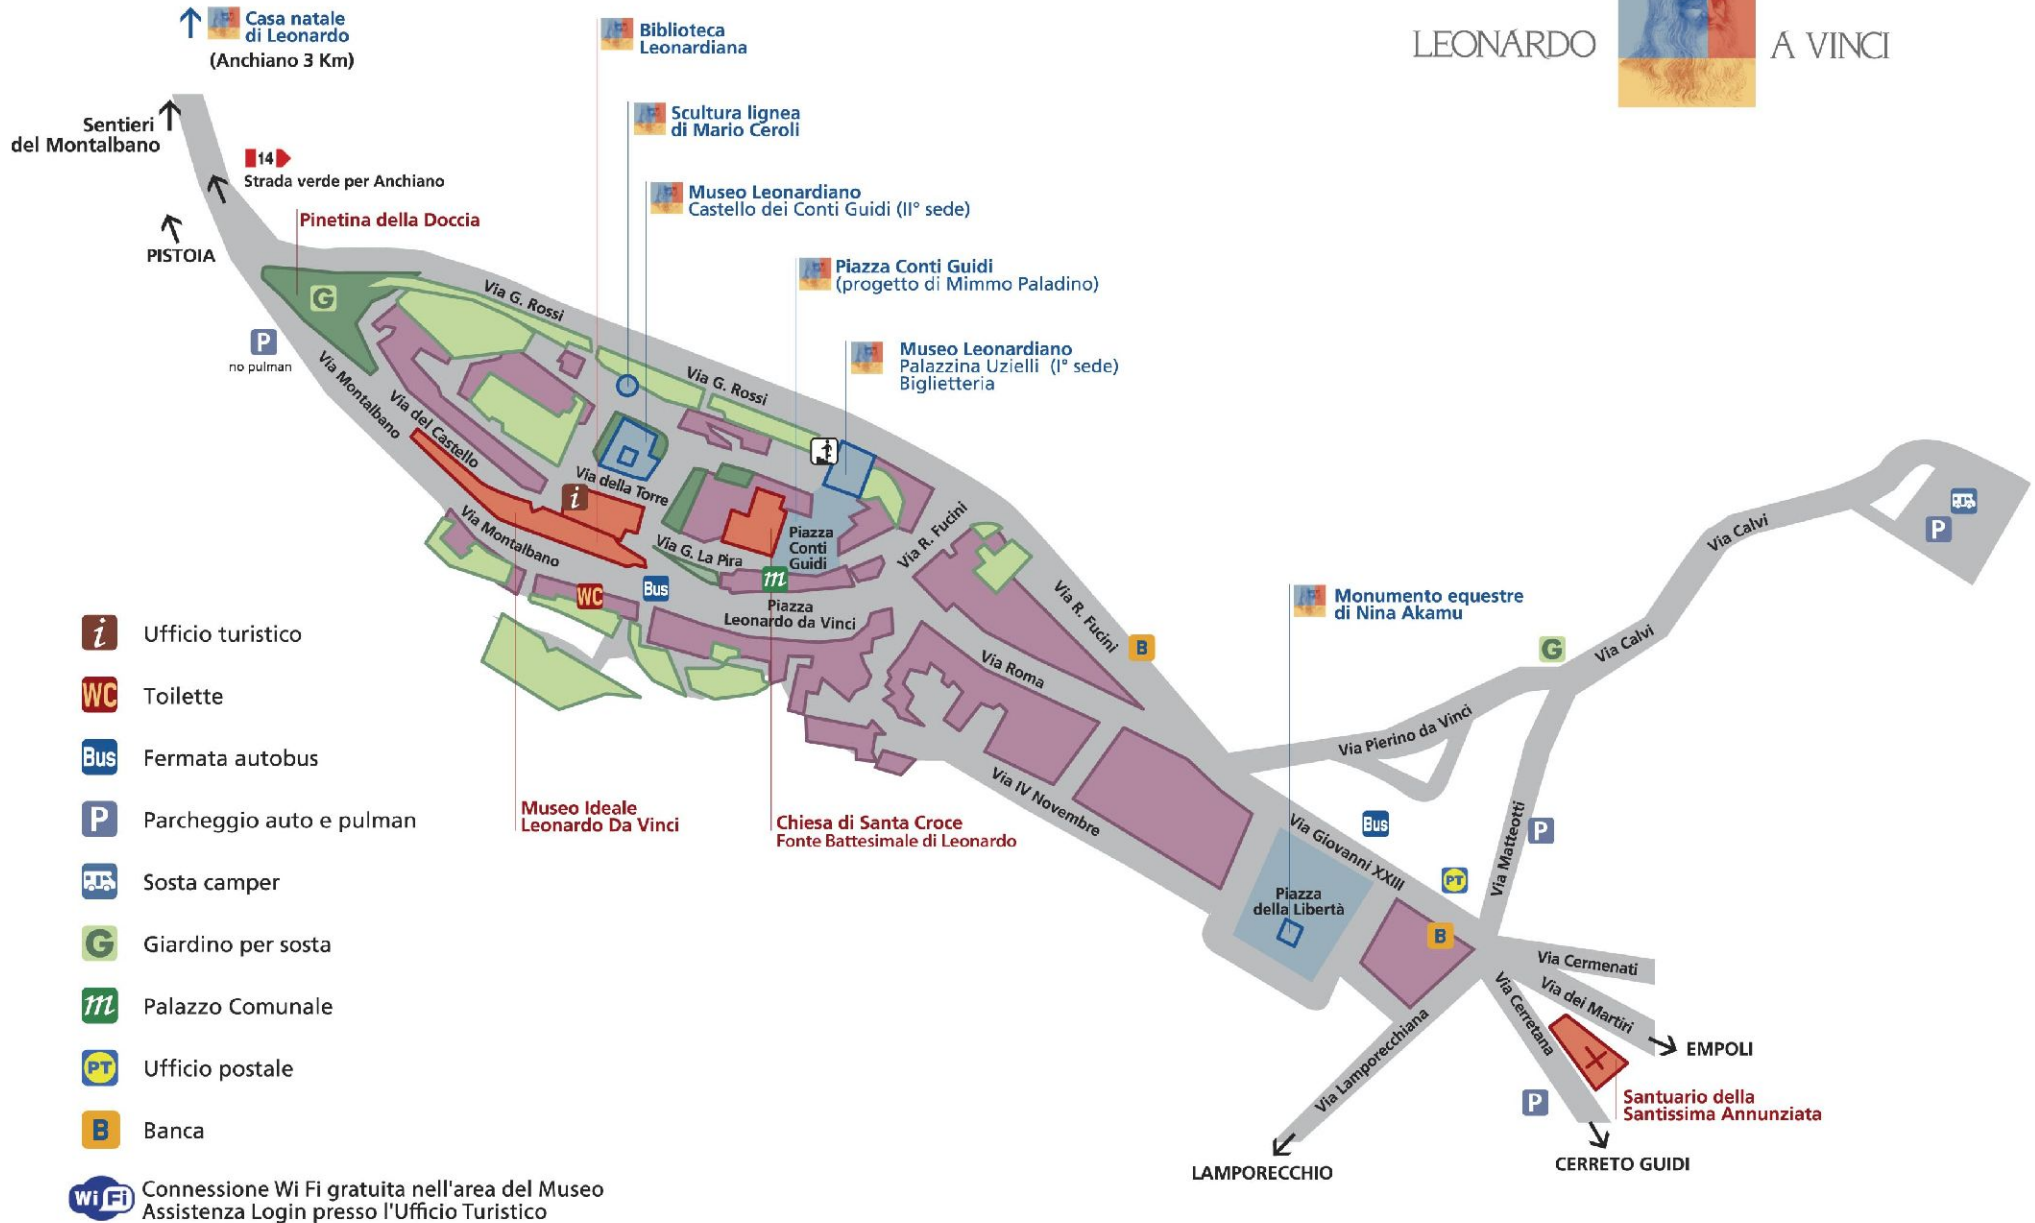 Casa natale
di Leonardo
(Anchiano 3 Km)
Biblioteca
Leonardiana
LEONARDO A VINCI
Scultura lignea
di Mario Ceroli
Sentieri
del Montalbano
14
Strada verde per Anchiano
Museo Leonardiano
Castello dei Conti Guidi (II° sede)
Pinetina della Doccia
PISTOIA
Piazza Conti Guidi
(progetto di Mimmo Paladino)
G
Via G. Rossi
P
no pulman
Museo Leonardiano
Palazzina Uzielli (I° sede)
Biglietteria
Via G. Rossi
Via Montalbano
Via del Castello
Via della Torre
i
Via Montalbano
Via G. La Pira
Piazza
Conti
Guidi
Via R. Fucini
Via R. Fucini
m
WC
Bus
Piazza
Leonardo da Vinci
B
Via Roma
Via IV Novembre
Museo Ideale
Leonardo Da Vinci
Chiesa di Santa Croce
Fonte Battesimale di Leonardo
Via Calvi
P
Via Calvi
G
Monumento equestre
di Nina Akamu
Via Pierino da Vinci
Via Matteotti
P
Bus
Via Giovanni XXIII
PT
Piazza
della Libertà
B
Via Cermenati
Via dei Martiri
Via Cerretana
EMPOLI
Via Lamporecchiana
P
Santuario della
Santissima Annunziata
LAMPORECCHIO
CERRETO GUIDI
i Ufficio turistico
WC Toilette
Bus Fermata autobus
P Parcheggio auto e pulman
Sosta camper
G Giardino per sosta
m Palazzo Comunale
PT Ufficio postale
B Banca
Wi Fi Connessione Wi Fi gratuita nell'area del Museo
Assistenza Login presso l'Ufficio Turistico